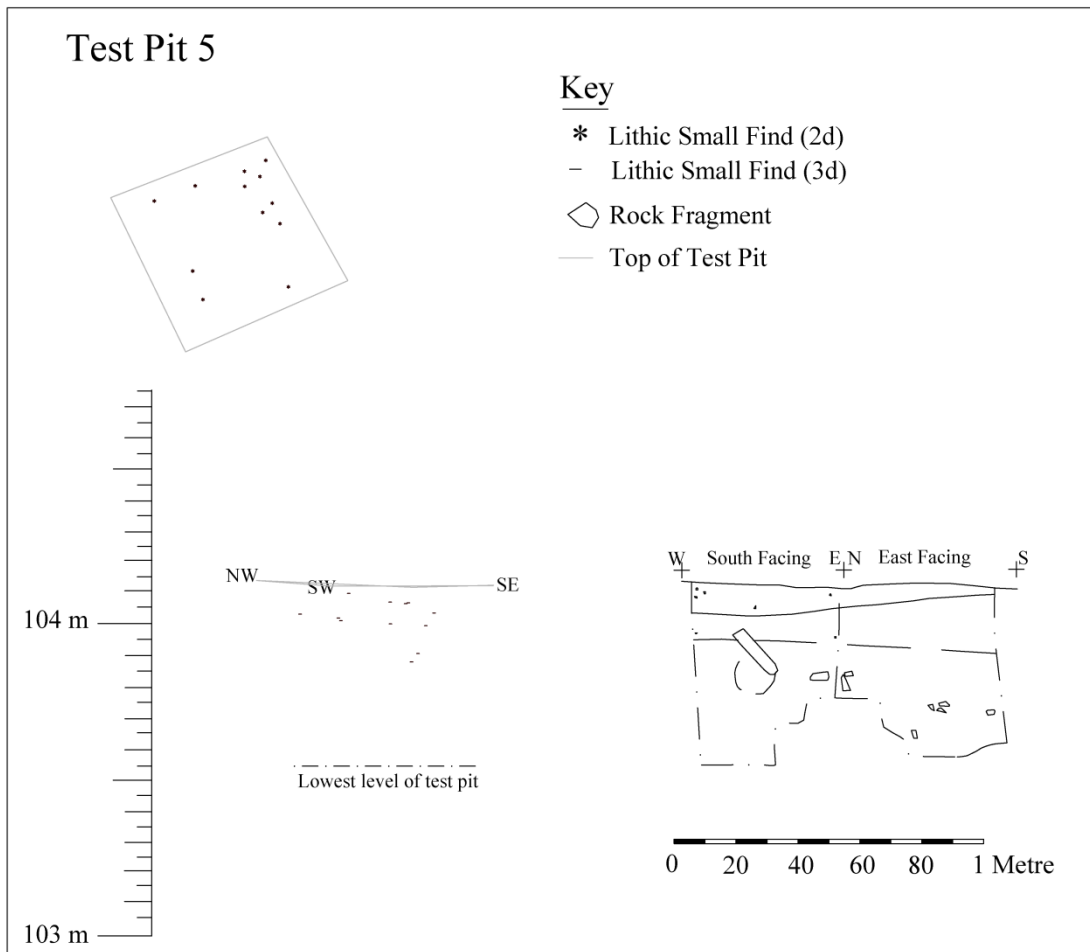 Test Pit 5
Key
* Lithic Small Find (2d)
- Lithic Small Find (3d)
Rock Fragment
Top of Test Pit
NW
SW
SE
104 m
Lowest level of test pit
103 m
W South Facing E N East Facing S
0 20 40 60 80 1 Metre